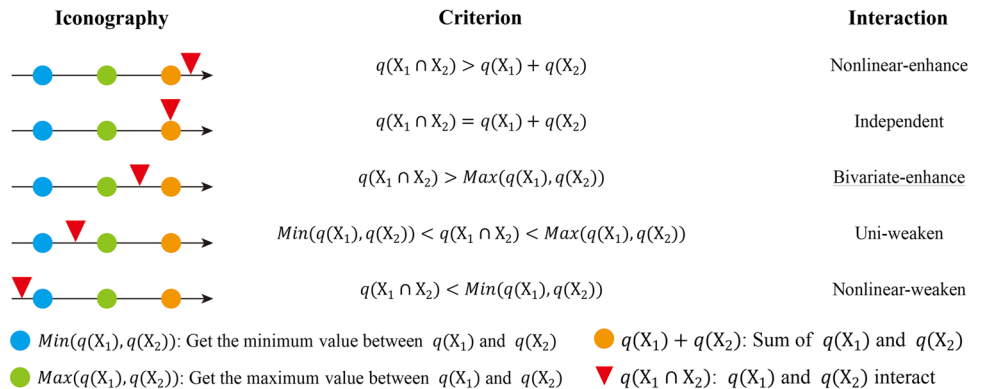 Iconography Criterion Interaction
q(X₁ ∩ X₂) > q(X₁) + q(X₂) Nonlinear-enhance
q(X₁ ∩ X₂) = q(X₁) + q(X₂) Independent
q(X₁ ∩ X₂) > Max(q(X₁), q(X₂)) Bivariate-enhance
Min(q(X₁), q(X₂)) < q(X₁ ∩ X₂) < Max(q(X₁), q(X₂)) Uni-weaken
q(X₁ ∩ X₂) < Min(q(X₁), q(X₂)) Nonlinear-weaken
Min(q(X₁), q(X₂)): Get the minimum value between q(X₁) and q(X₂)
q(X₁) + q(X₂): Sum of q(X₁) and q(X₂)
Max(q(X₁), q(X₂)): Get the maximum value between q(X₁) and q(X₂)
q(X₁ ∩ X₂): q(X₁) and q(X₂) interact